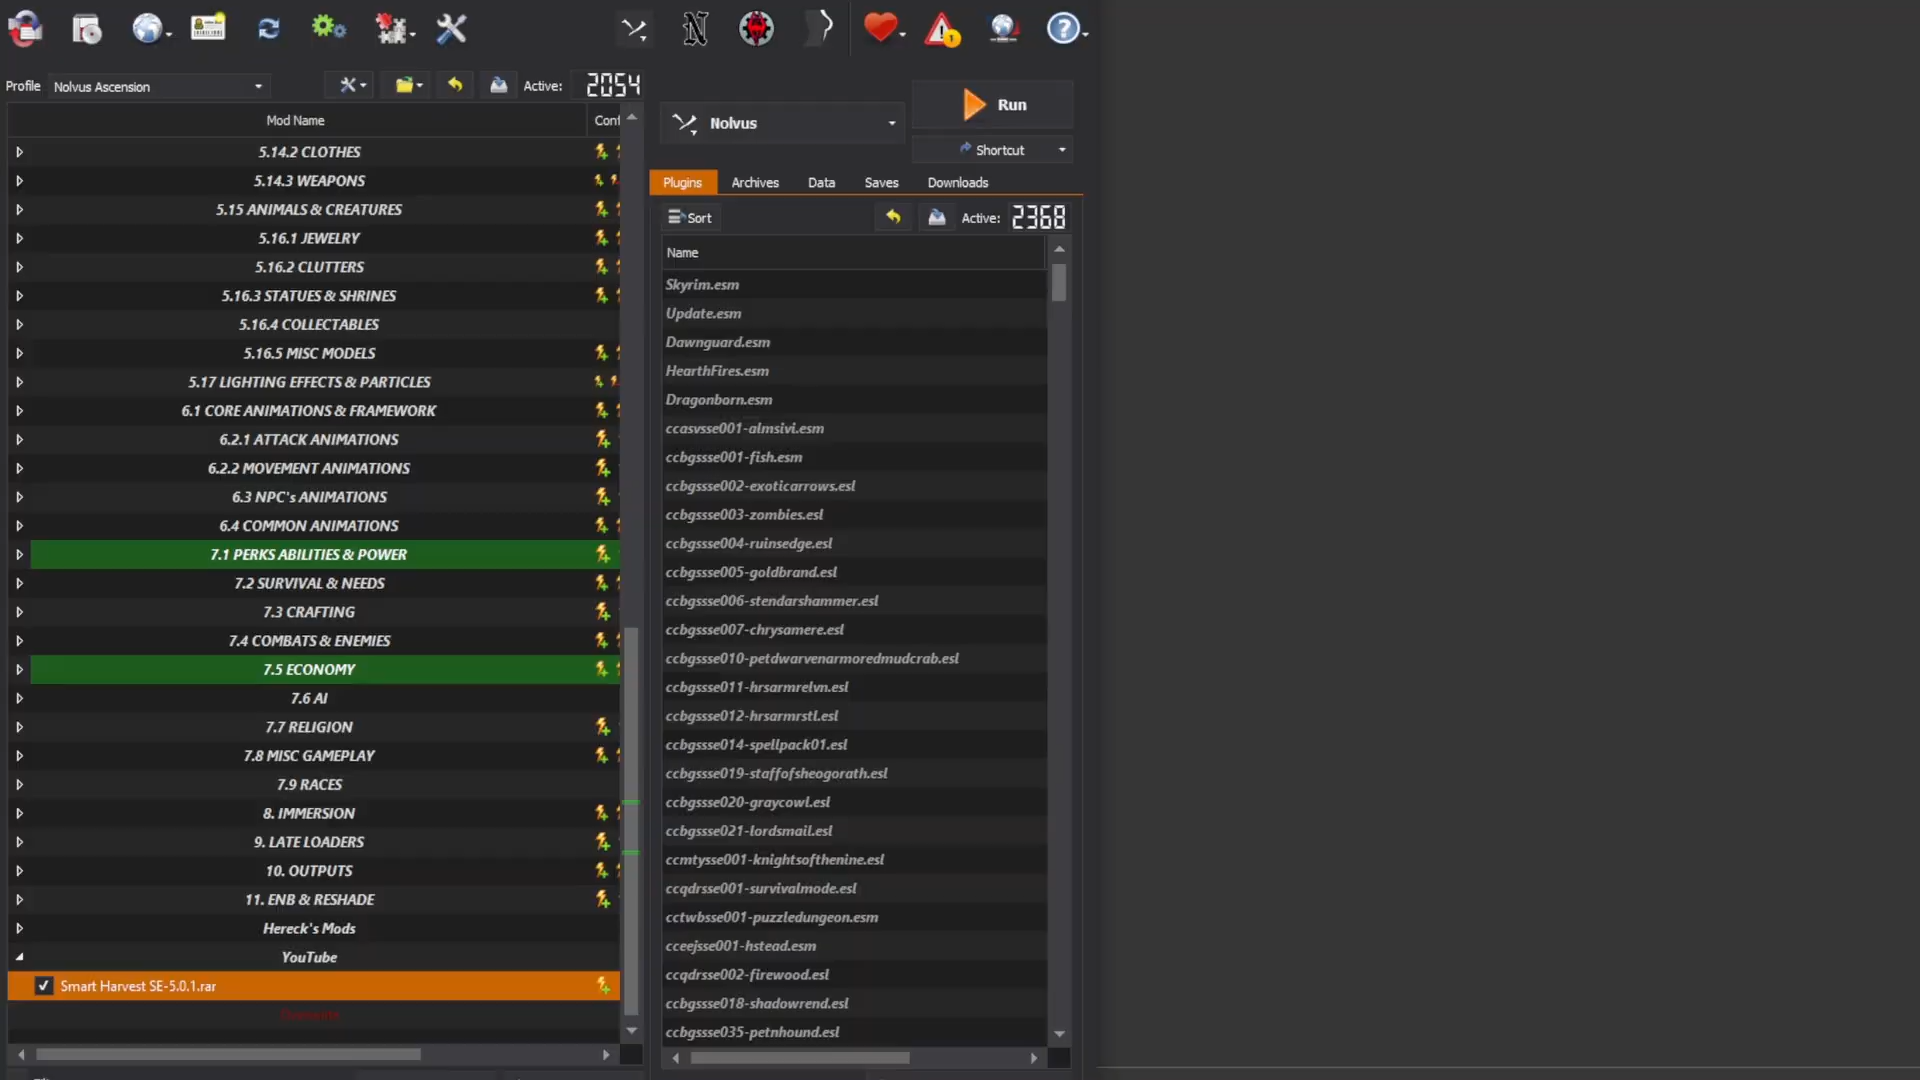 Profile Nolvus Ascension Active: 2054
Mod Name Conf
5.14.2 CLOTHES
5.14.3 WEAPONS
5.15 ANIMALS & CREATURES
5.16.1 JEWELRY
5.16.2 CLUTTERS
5.16.3 STATUES & SHRINES
5.16.4 COLLECTABLES
5.16.5 MISC MODELS
5.17 LIGHTING EFFECTS & PARTICLES
6.1 CORE ANIMATIONS & FRAMEWORK
6.2.1 ATTACK ANIMATIONS
6.2.2 MOVEMENT ANIMATIONS
6.3 NPC's ANIMATIONS
6.4 COMMON ANIMATIONS
7.1 PERKS ABILITIES & POWER
7.2 SURVIVAL & NEEDS
7.3 CRAFTING
7.4 COMBATS & ENEMIES
7.5 ECONOMY
7.6 AI
7.7 RELIGION
7.8 MISC GAMEPLAY
7.9 RACES
8. IMMERSION
9. LATE LOADERS
10. OUTPUTS
11. ENB & RESHADE
Hereck's Mods
YouTube
Smart Harvest SE-5.0.1.rar
Nolvus
Run
Shortcut
Plugins Archives Data Saves Downloads
Sort Active: 2368
Name
Skyrim.esm
Update.esm
Dawnguard.esm
HearthFires.esm
Dragonborn.esm
ccasvsse001-almsivi.esm
ccbgssse001-fish.esm
ccbgssse002-exoticarrows.esl
ccbgssse003-zombies.esl
ccbgssse004-ruinsedge.esl
ccbgssse005-goldbrand.esl
ccbgssse006-stendarshammer.esl
ccbgssse007-chrysamere.esl
ccbgssse010-petdwarvenarmoredmudcrab.esl
ccbgssse011-hrsarmrelvn.esl
ccbgssse012-hrsarmrstl.esl
ccbgssse014-spellpack01.esl
ccbgssse019-staffofsheogorath.esl
ccbgssse020-graycowl.esl
ccbgssse021-lordsmail.esl
ccmtysse001-knightsofthenine.esl
ccqdrsse001-survivalmode.esl
cctwbsse001-puzzledungeon.esm
cceejsse001-hstead.esm
ccqdrsse002-firewood.esl
ccbgssse018-shadowrend.esl
ccbgssse035-petnhound.esl